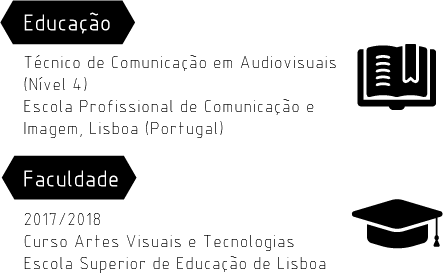 Educação
Técnico de Comunicação em Audiovisuais
(Nível 4)
Escola Profissional de Comunicação e
Imagem, Lisboa (Portugal)
Faculdade
2017/2018
Curso Artes Visuais e Tecnologias
Escola Superior de Educação de Lisboa